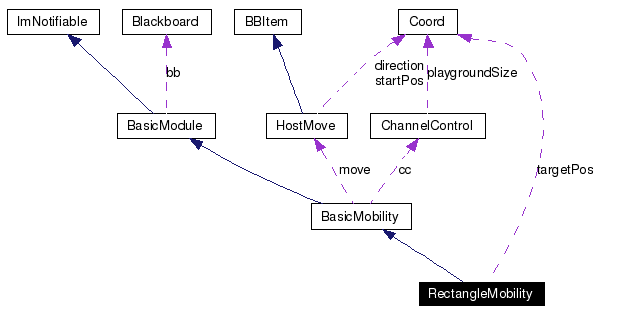 ImNotifiable
Blackboard
BBItem
Coord
bb
direction
startPos
playgroundSize
BasicModule
HostMove
ChannelControl
move
cc
targetPos
BasicMobility
RectangleMobility